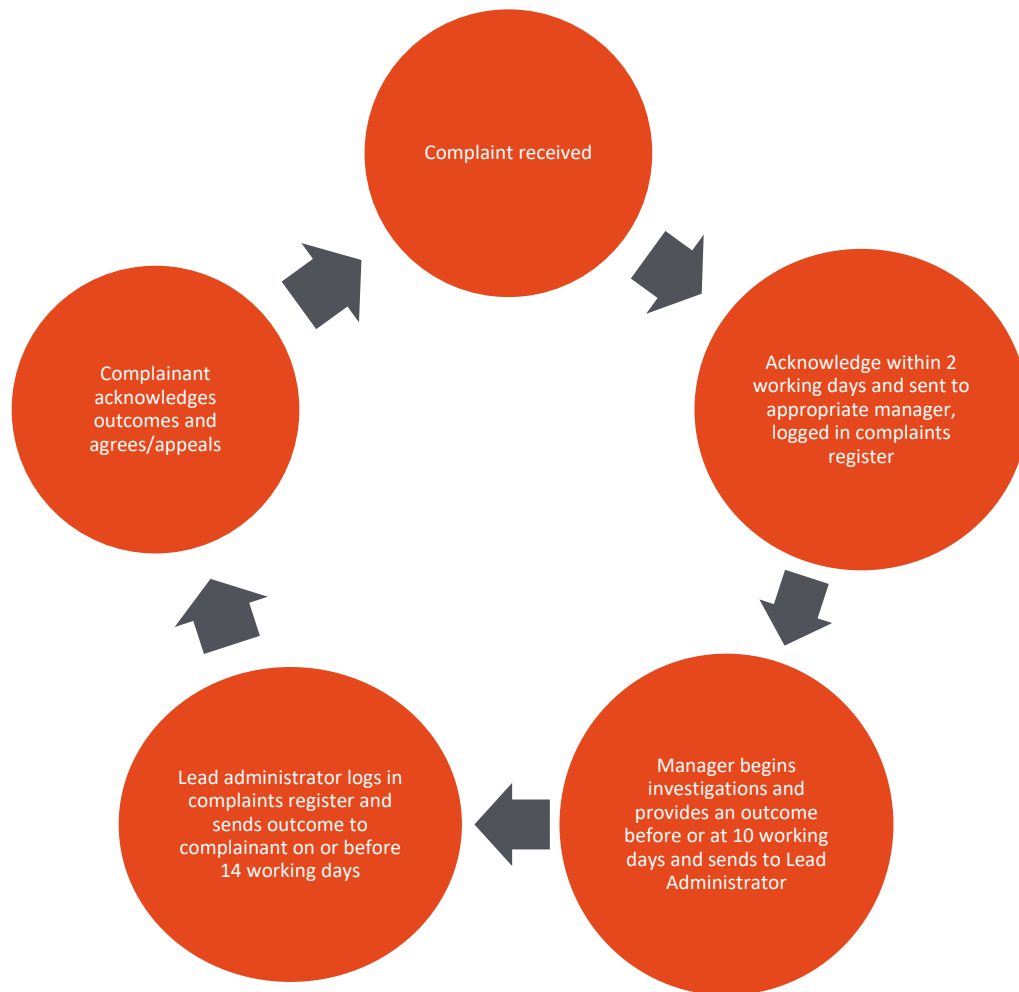 Complaint received
Acknowledge within 2
working days and sent to
appropriate manager,
logged in complaints
register
Manager begins
investigations and
provides an outcome
before or at 10 working
days and sends to Lead
Administrator
Lead administrator logs in
complaints register and
sends outcome to
complainant on or before
14 working days
Complainant
acknowledges
outcomes and
agrees/appeals